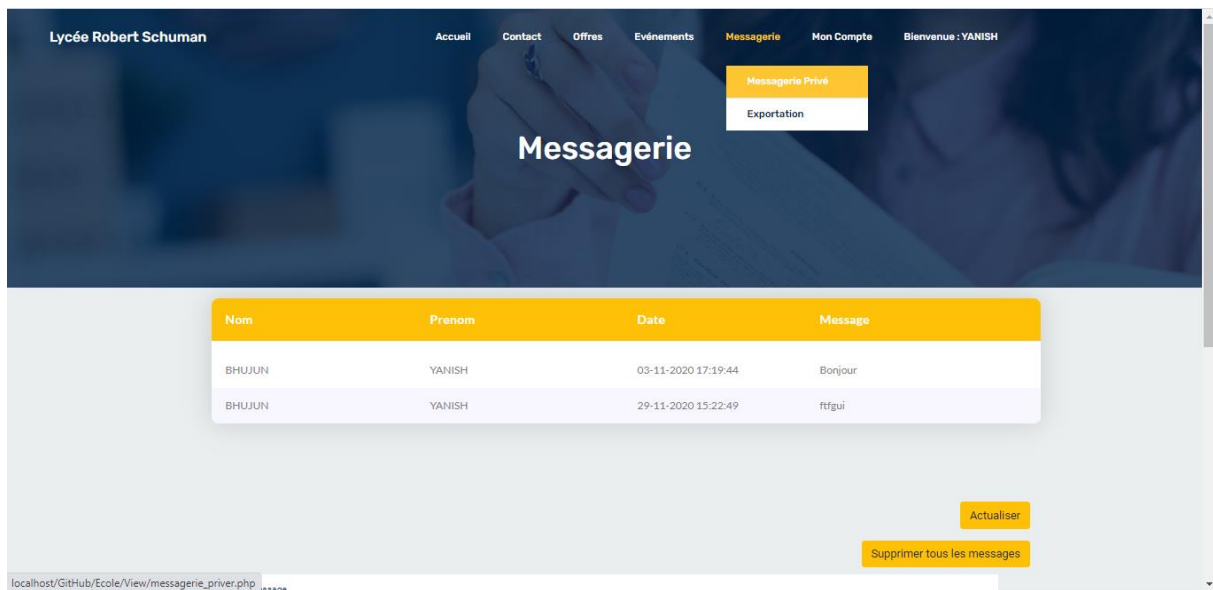 Lycée Robert Schuman Accueil Contact Offres Evénements Messagerie Mon Compte Bienvenue : YANISH
Messagerie Privé
Exportation
Messagerie
Nom Prenom Date Message
BHUJUN YANISH 03-11-2020 17:19:44 Bonjour
BHUJUN YANISH 29-11-2020 15:22:49 ftfgui
Actualiser
Supprimer tous les messages
localhost/GitHub/Ecole/View/messagerie_priver.php